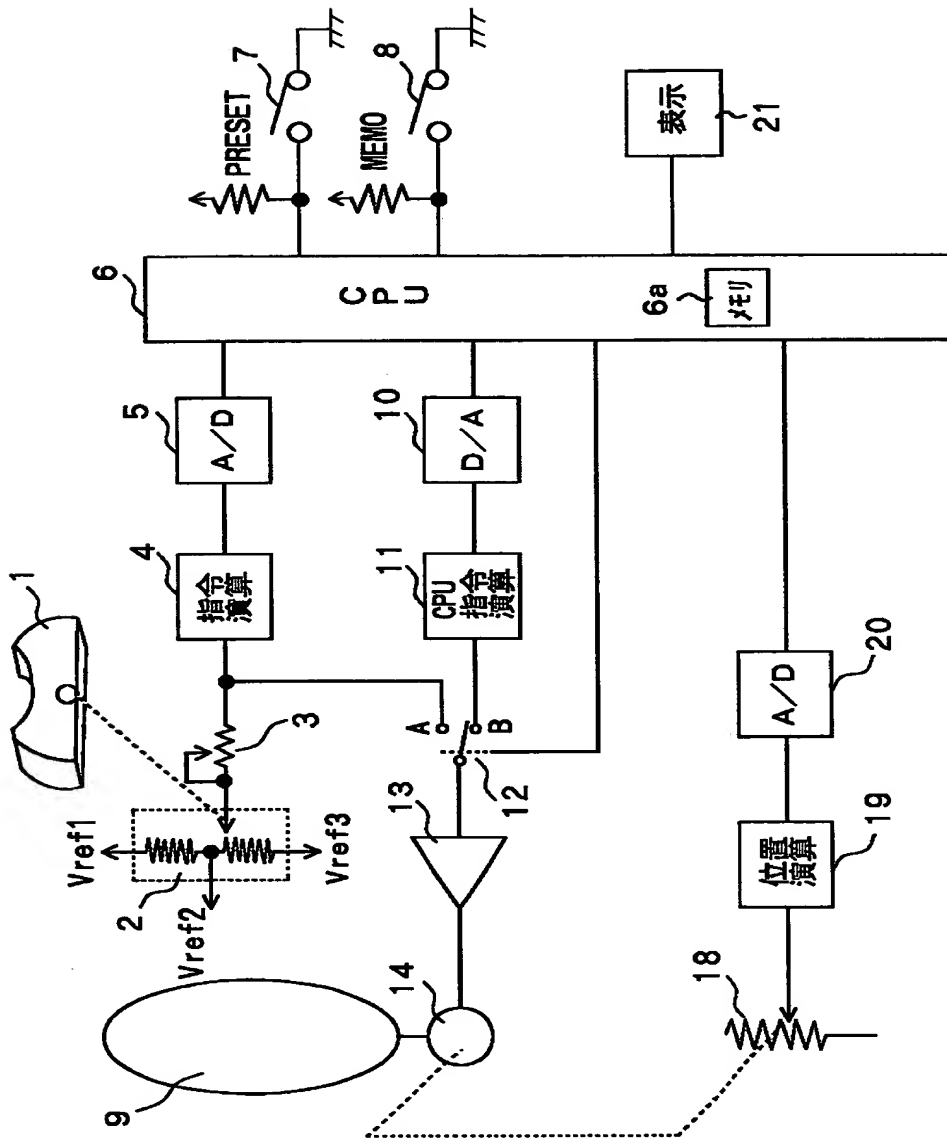 1
Vref1
2
Vref2
Vref3
3
4
指令
演算
5
A/D
6
CPU
PRESET
7
MEMO
8
9
14
13
12
A
B
11
CPU
指令
演算
10
D/A
6a
メモリ
表示
21
18
19
位置
演算
20
A/D